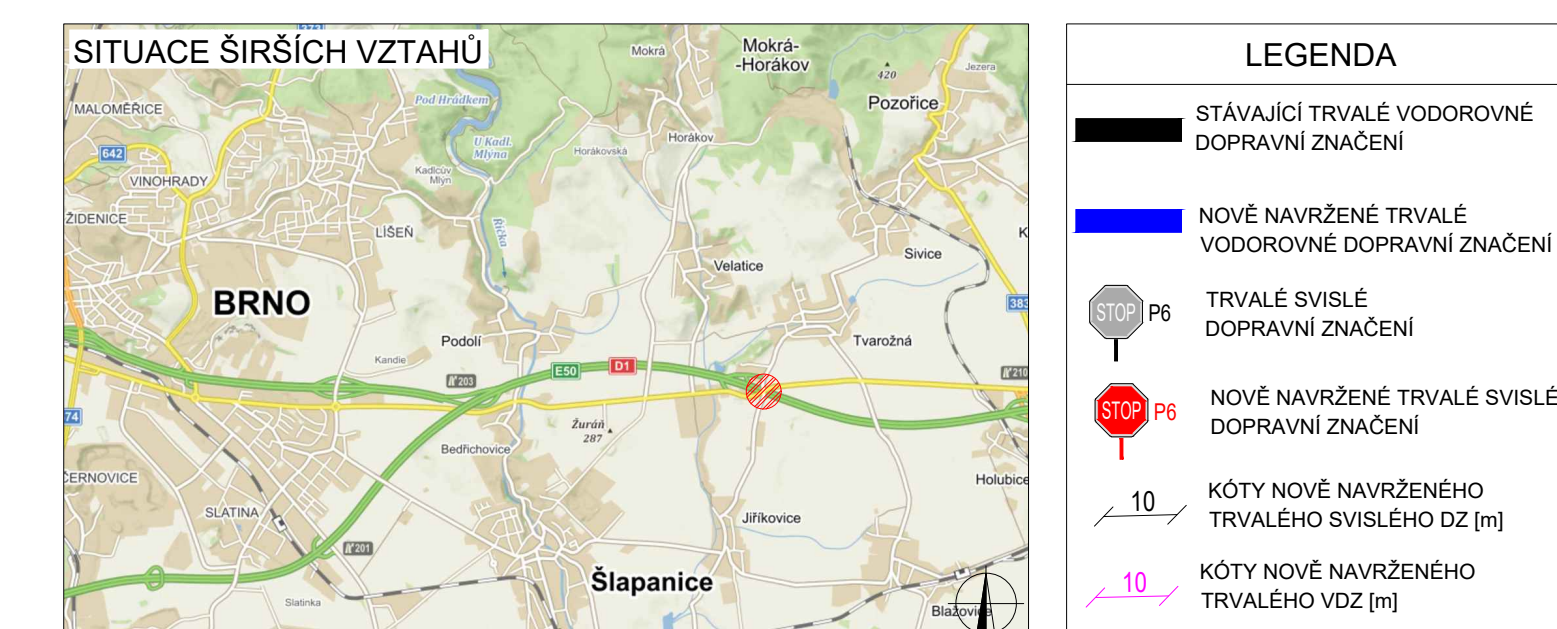 SITUACE ŠIRŠÍCH VZTAHŮ
Mokrá
Mokrá-
-Horákov
420
Jezera
MALOMĚŘICE
Pod Hrádkem
Pozořice
642
U Kadl.
Mlýna
Horákov
Horákovská
VINOHRADY
Kadlcův
Mlýn
ŽIDENICE
Říčka
LÍŠEŇ
Sivice
Velatice
BRNO
383
Podolí
Tvarožná
Kandie
E50
D1
203
210
74
Žuráň
287
Bedřichovice
ČERNOVICE
Holubice
SLATINA
Jiříkovice
201
Šlapanice
Slatinka
Blažovice
LEGENDA
STÁVAJÍCÍ TRVALÉ VODOROVNÉ
DOPRAVNÍ ZNAČENÍ
NOVĚ NAVRŽENÉ TRVALÉ
VODOROVNÉ DOPRAVNÍ ZNAČENÍ
STOP P6
TRVALÉ SVISLÉ
DOPRAVNÍ ZNAČENÍ
STOP P6
NOVĚ NAVRŽENÉ TRVALÉ SVISLÉ
DOPRAVNÍ ZNAČENÍ
10
KÓTY NOVĚ NAVRŽENÉHO
TRVALÉHO SVISLÉHO DZ [m]
10
KÓTY NOVĚ NAVRŽENÉHO
TRVALÉHO VDZ [m]